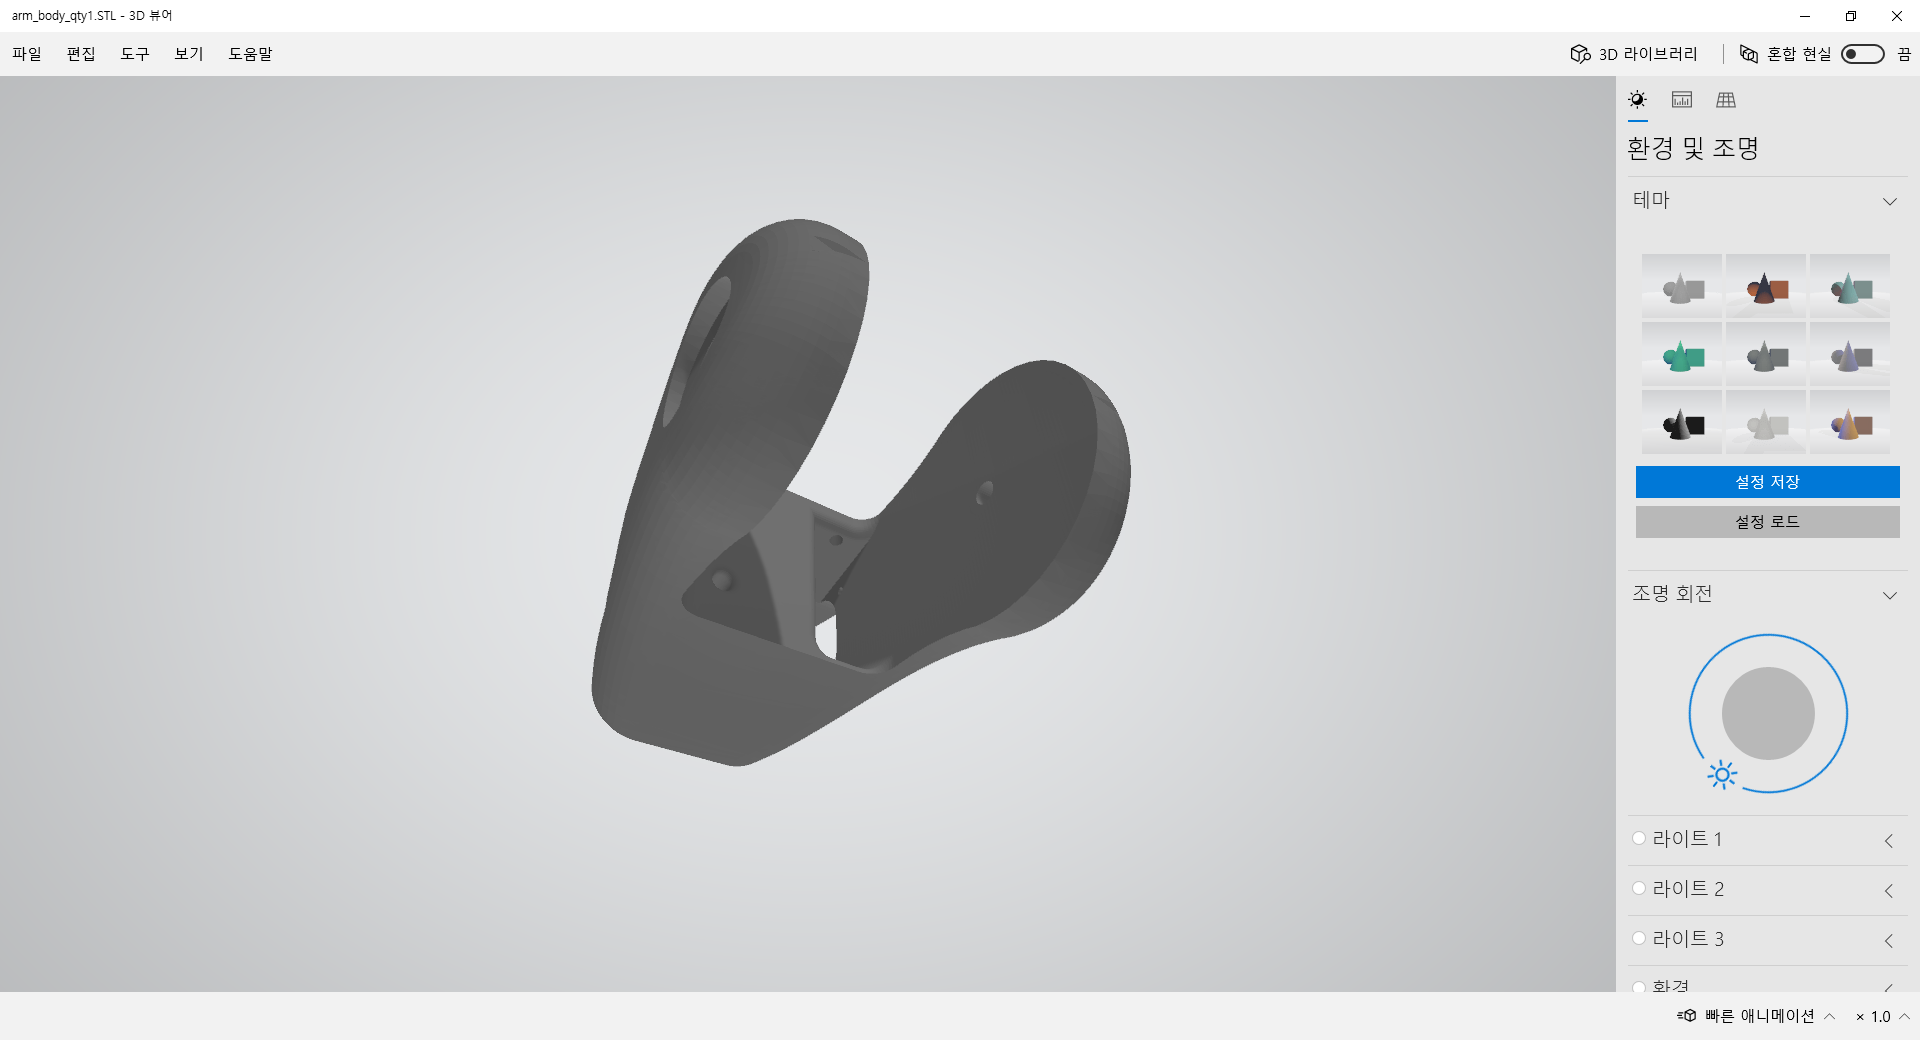 arm_body_qty1.STL - 3D 뷰어
파일 편집 도구 보기 도움말 3D 라이브러리 혼합 현실 끔
환경 및 조명
테마
설정 저장
설정 로드
조명 회전
라이트 1
라이트 2
라이트 3
환경
빠른 애니메이션 × 1.0